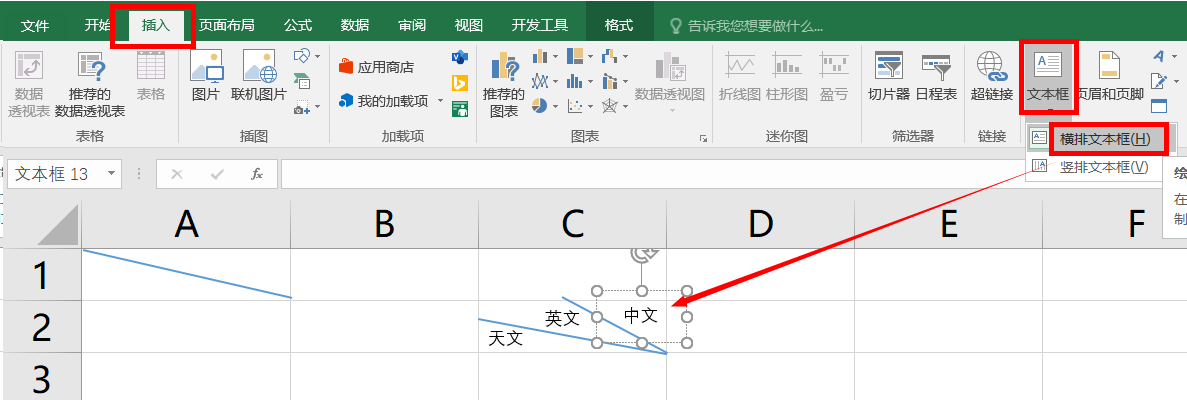 文件 开始 插入 页面布局 公式 数据 审阅 视图 开发工具 格式 告诉我您想要做什么...
数据透视表
推荐的数据透视表
表格
图片
联机图片
应用商店
我的加载项
推荐的图表
数据透视图
折线图 柱形图 盈亏
切片器 日程表
超链接
文本框
页眉和页脚
表格 插图 加载项 图表 迷你图 筛选器 链接
横排文本框(H)
竖排文本框(V)
绘
在
制
文本框 13
fx
A B C D E F
1
2
3
英文
中文
天文